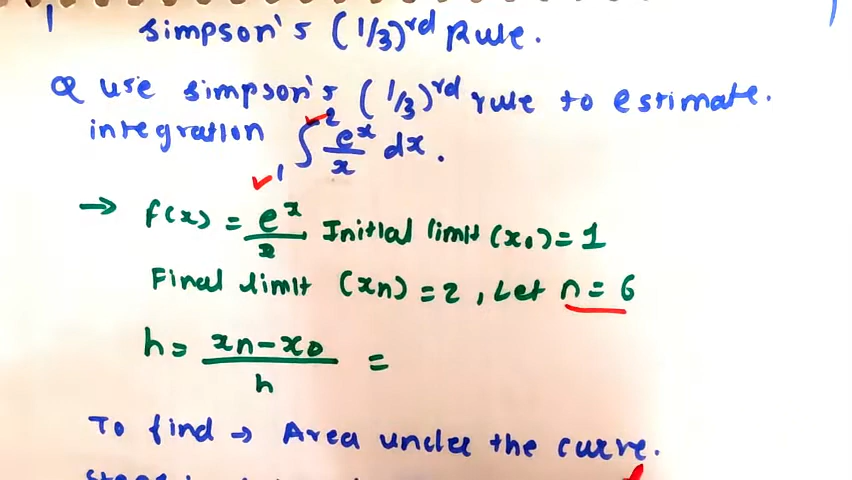 Simpson's (1/3)rd Rule.
Q use simpson's (1/3)rd rule to estimate.
integration ∫₁² eˣ/x dx.
→ f(x) = eˣ/x Initial limit (x₀) = 1
Final limit (xn) = 2, Let n = 6
h = xn - x₀ / n =
To find → Area under the curve.